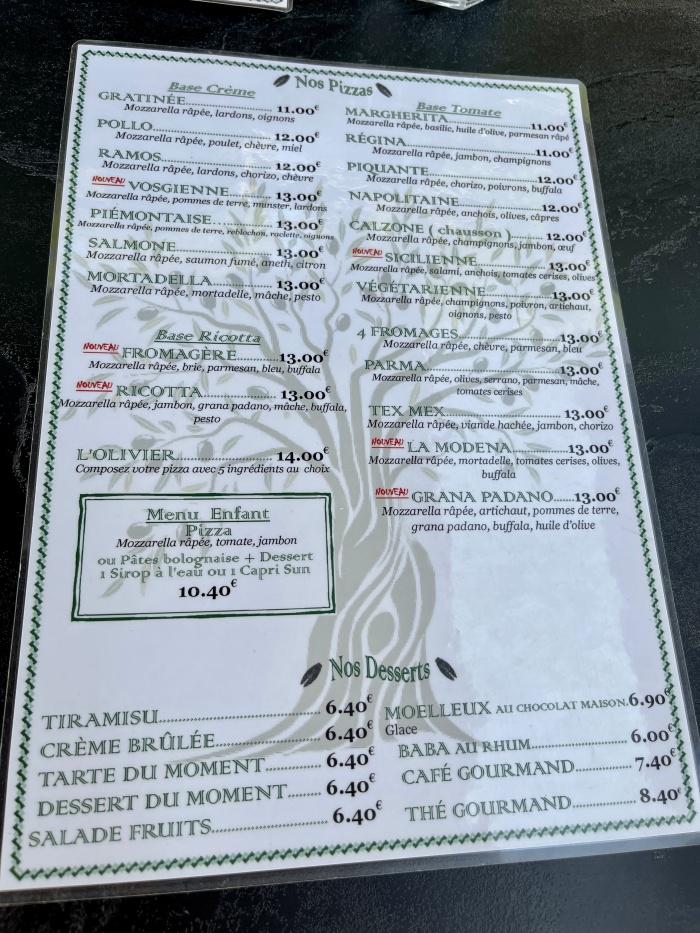 Nos Pizzas
Base Crème
GRATINÉE........ 11.00€
Mozzarella râpée, lardons, oignons
POLLO........ 12.00€
Mozzarella râpée, poulet, chèvre, miel
RAMOS........ 12.00€
Mozzarella râpée, lardons, chorizo, chèvre
NOUVEAU VOSGIENNE........ 13.00€
Mozzarella râpée, pommes de terre, munster, lardons
PIÉMONTAISE........ 13.00€
Mozzarella râpée, pommes de terre, reblochon, raclette, oignons
SALMONE........ 13.00€
Mozzarella râpée, saumon fumé, aneth, citron
MORTADELLA........ 13.00€
Mozzarella râpée, mortadelle, mâche, pesto
Base Ricotta
NOUVEAU FROMAGÈRE........ 13.00€
Mozzarella râpée, brie, parmesan, bleu, buffala
NOUVEAU RICOTTA........ 13.00€
Mozzarella râpée, jambon, grana padano, mâche, buffala,
pesto
L'OLIVIER........ 14.00€
Composez votre pizza avec 5 ingrédients au choix
Menu Enfant
Pizza
Mozzarella râpée, tomate, jambon
ou Pâtes bolognaise + Dessert
1 Sirop à l'eau ou 1 Capri Sun
10.40€
Base Tomate
MARGHERITA........11.00€
Mozzarella râpée, basilic, huile d'olive, parmesan râpé
RÉGINA........11.00€
Mozzarella râpée, jambon, champignons
PIQUANTE........12.00€
Mozzarella râpée, chorizo, poivrons, buffala
NAPOLITAINE........12.00€
Mozzarella râpée, anchois, olives, câpres
CALZONE ( chausson )........12.00€
Mozzarella râpée, champignons, jambon, œuf
NOUVEAU SICILIENNE........13.00€
Mozzarella râpée, salami, anchois, tomates cerises, olives
VÉGÉTARIENNE........13.00€
Mozzarella râpée, champignons, poivron, artichaut,
oignons, pesto
4 FROMAGES........13.00€
Mozzarella râpée, chèvre, parmesan, bleu
PARMA........13.00€
Mozzarella râpée, olives, serrano, parmesan, mâche,
tomates cerises
TEX MEX........ 13.00€
Mozzarella râpée, viande hachée, jambon, chorizo
NOUVEAU LA MODENA........13.00€
Mozzarella râpée, mortadelle, tomates cerises, olives,
buffala
NOUVEAU GRANA PADANO......13.00€
Mozzarella râpée, artichaut, pommes de terre,
grana padano, buffala, huile d'olive
Nos Desserts
TIRAMISU........ 6.40€
CRÈME BRÛLÉE........ 6.40€
TARTE DU MOMENT........ 6.40€
DESSERT DU MOMENT........ 6.40€
SALADE FRUITS........ 6.40€
MOELLEUX AU CHOCOLAT MAISON.6.90€
Glace
BABA AU RHUM........ 6.00€
CAFÉ GOURMAND........ 7.40€
THÉ GOURMAND........ 8.40€